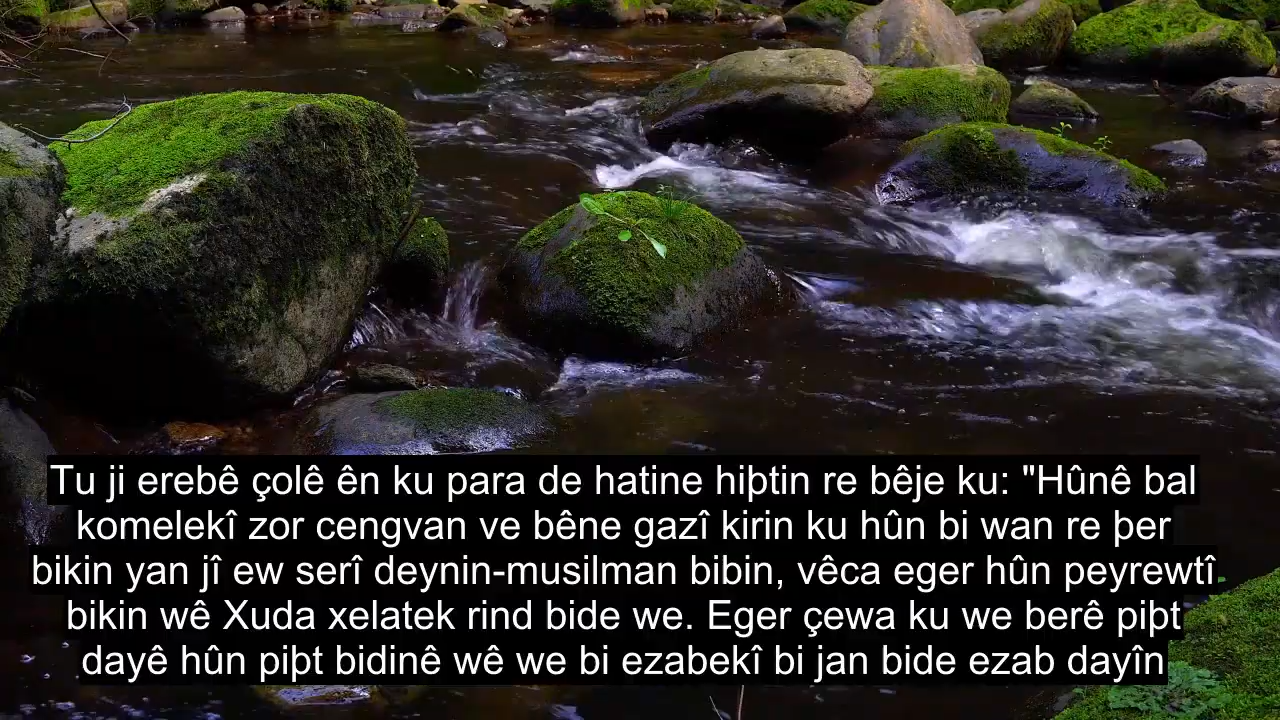 Tu ji erebê çolê ên ku para de hatine hiþtin re bêje ku: "Hûnê bal
komelekî zor cengvan ve bêne gazî kirin ku hûn bi wan re þer
bikin yan jî ew serî deynin-musilman bibin, vêca eger hûn peyrewtî
bikin wê Xuda xelatek rind bide we. Eger çewa ku we berê piþt
dayê hûn piþt bidinê wê we bi ezabekî bi jan bide ezab dayîn